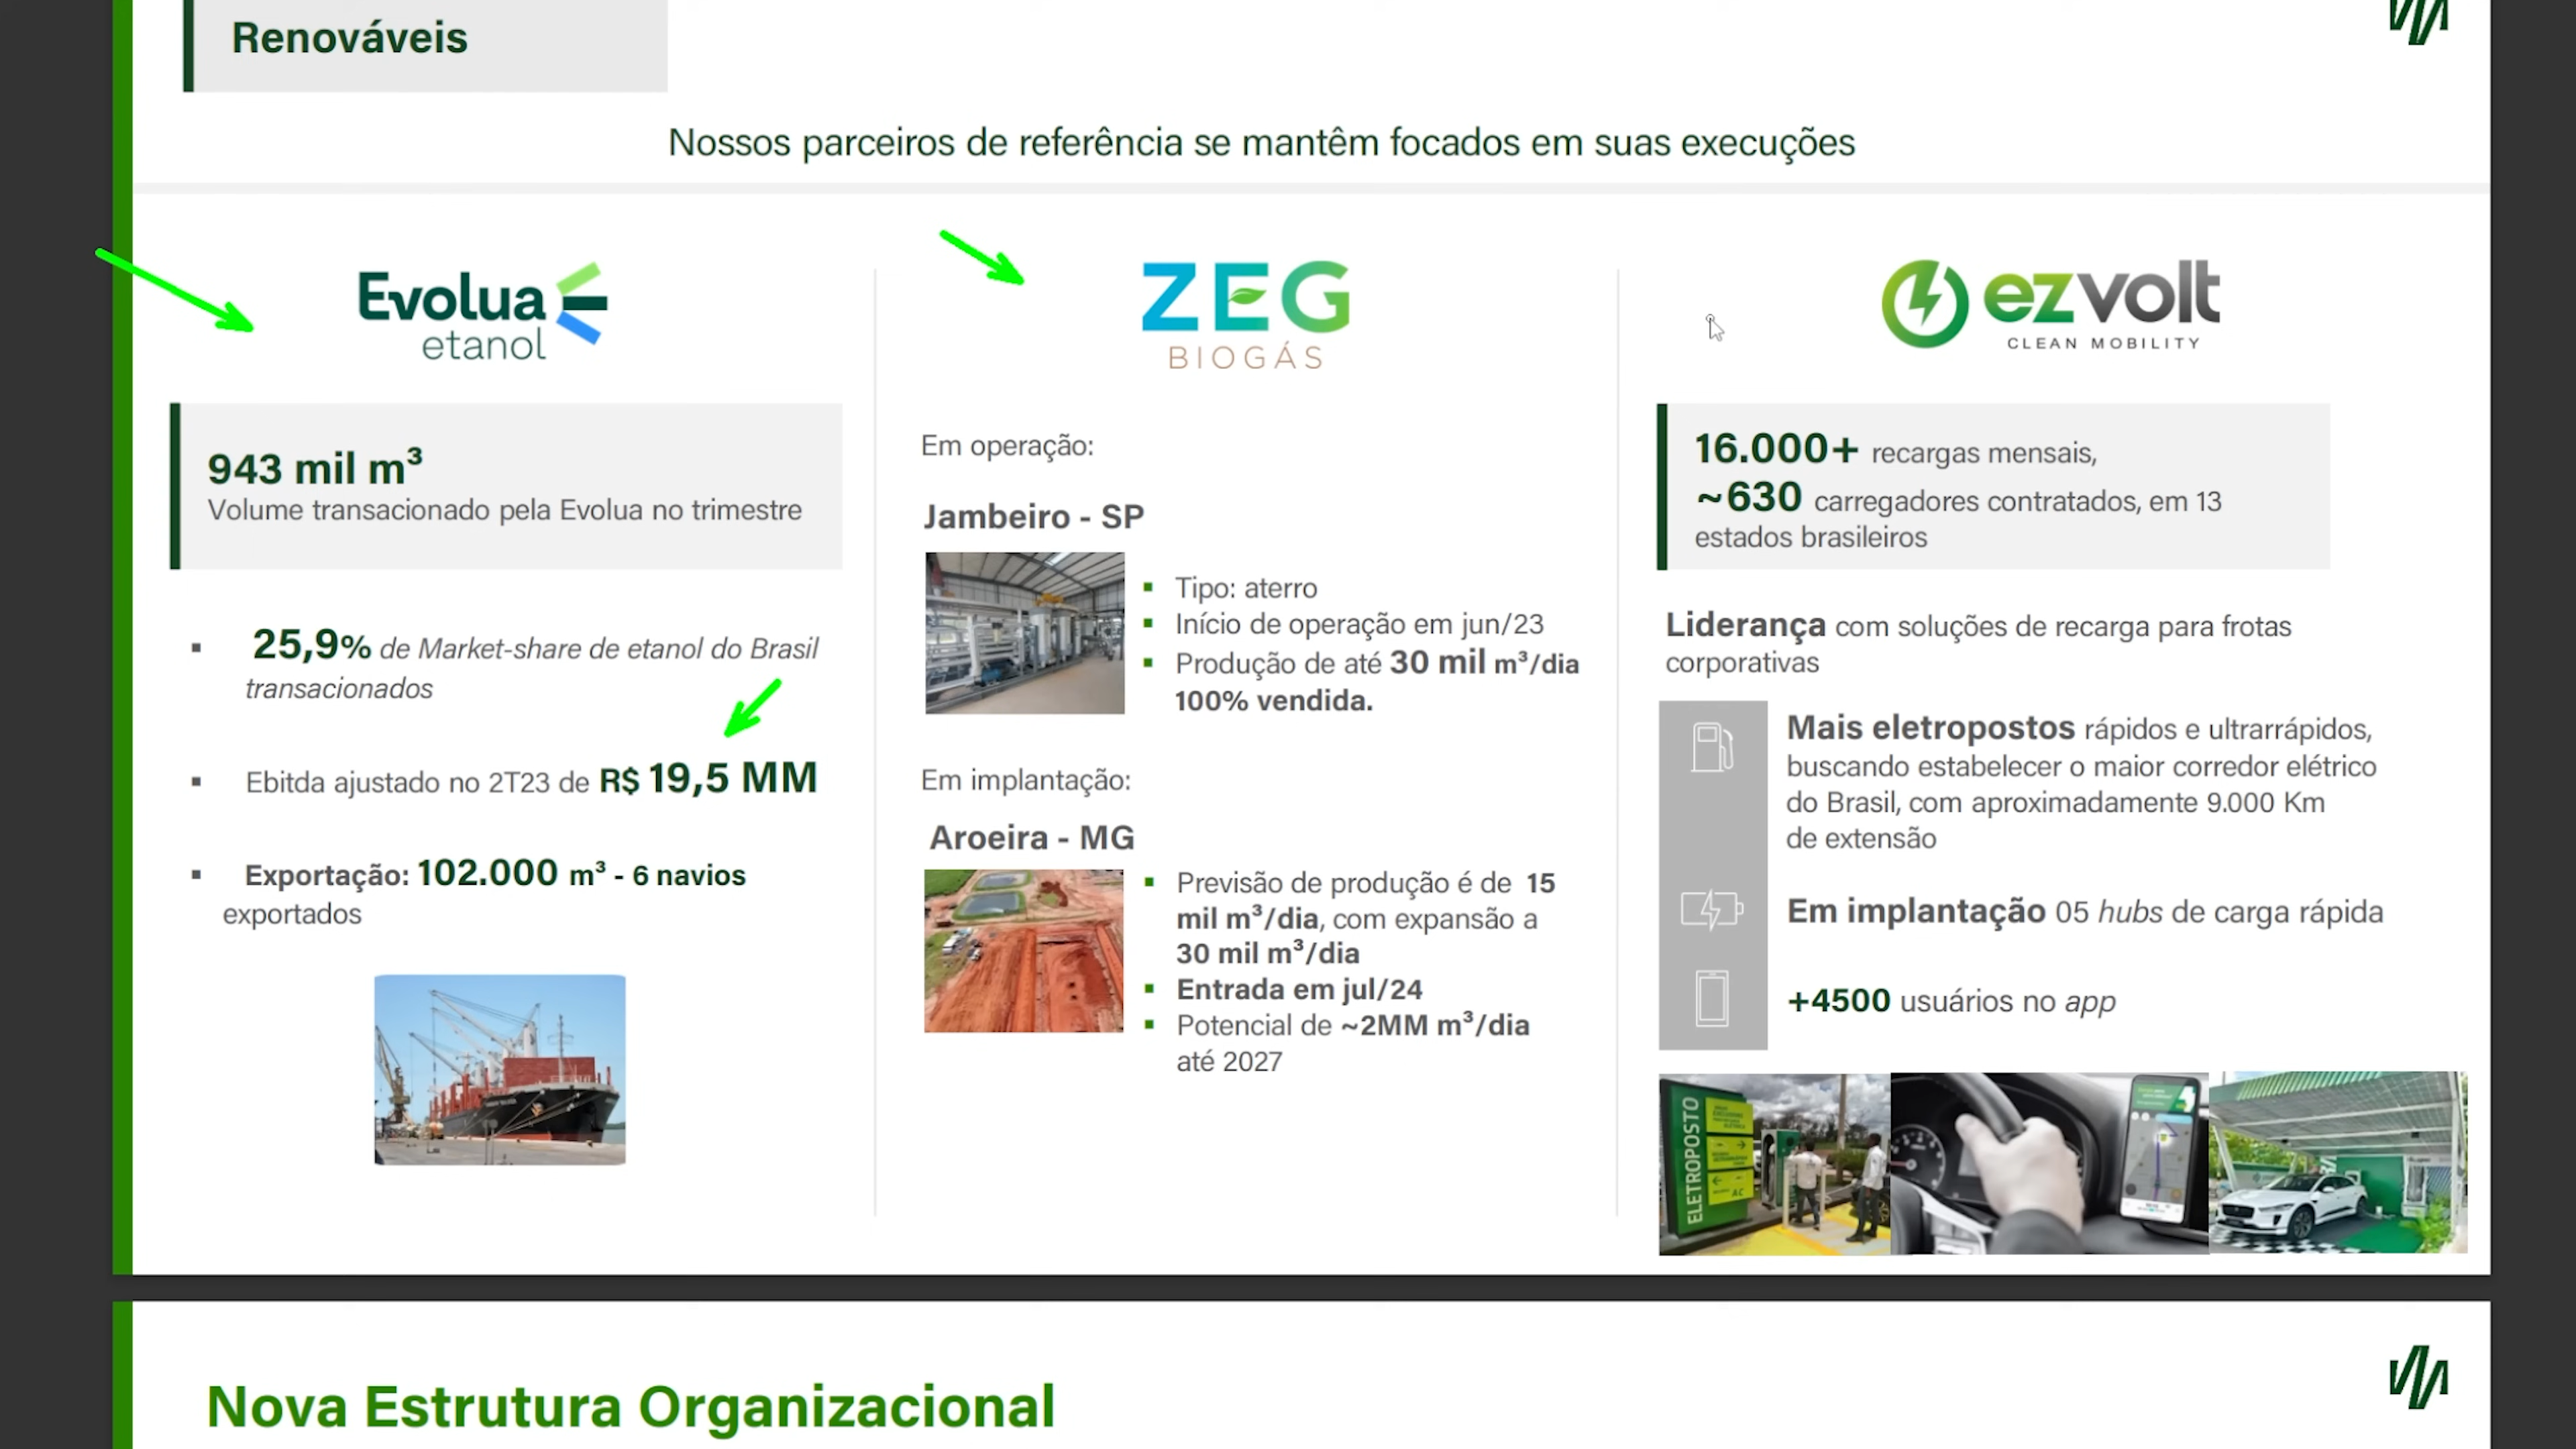 Renováveis
Nossos parceiros de referência se mantêm focados em suas execuções
Evolua
etanol
943 mil m³
Volume transacionado pela Evolua no trimestre
▪ 25,9% de Market-share de etanol do Brasil
transacionados
▪ Ebitda ajustado no 2T23 de R$ 19,5 MM
▪ Exportação: 102.000 m³ - 6 navios
exportados
ZEG
BIOGÁS
Em operação:
Jambeiro - SP
▪ Tipo: aterro
▪ Início de operação em jun/23
▪ Produção de até 30 mil m³/dia
100% vendida.
Em implantação:
Aroeira - MG
▪ Previsão de produção é de 15
mil m³/dia, com expansão a
30 mil m³/dia
▪ Entrada em jul/24
▪ Potencial de ~2MM m³/dia
até 2027
ezvolt
CLEAN MOBILITY
16.000+ recargas mensais,
~630 carregadores contratados, em 13
estados brasileiros
Liderança com soluções de recarga para frotas
corporativas
Mais eletropostos rápidos e ultrarrápidos,
buscando estabelecer o maior corredor elétrico
do Brasil, com aproximadamente 9.000 Km
de extensão
Em implantação 05 hubs de carga rápida
+4500 usuários no app
ELETROPOSTO
AC
Nova Estrutura Organizacional